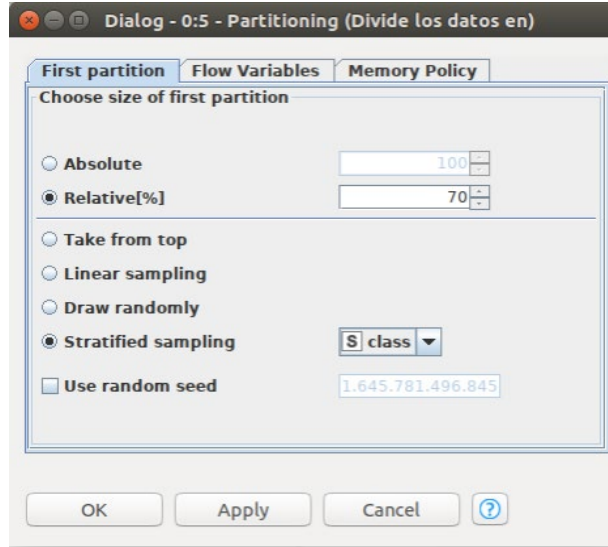 Dialog - 0:5 - Partitioning (Divide los datos en)
First partition Flow Variables Memory Policy
Choose size of first partition
Absolute 100
Relative[%] 70
Take from top
Linear sampling
Draw randomly
Stratified sampling S class
Use random seed 1.645.781.496.845
OK Apply Cancel ?